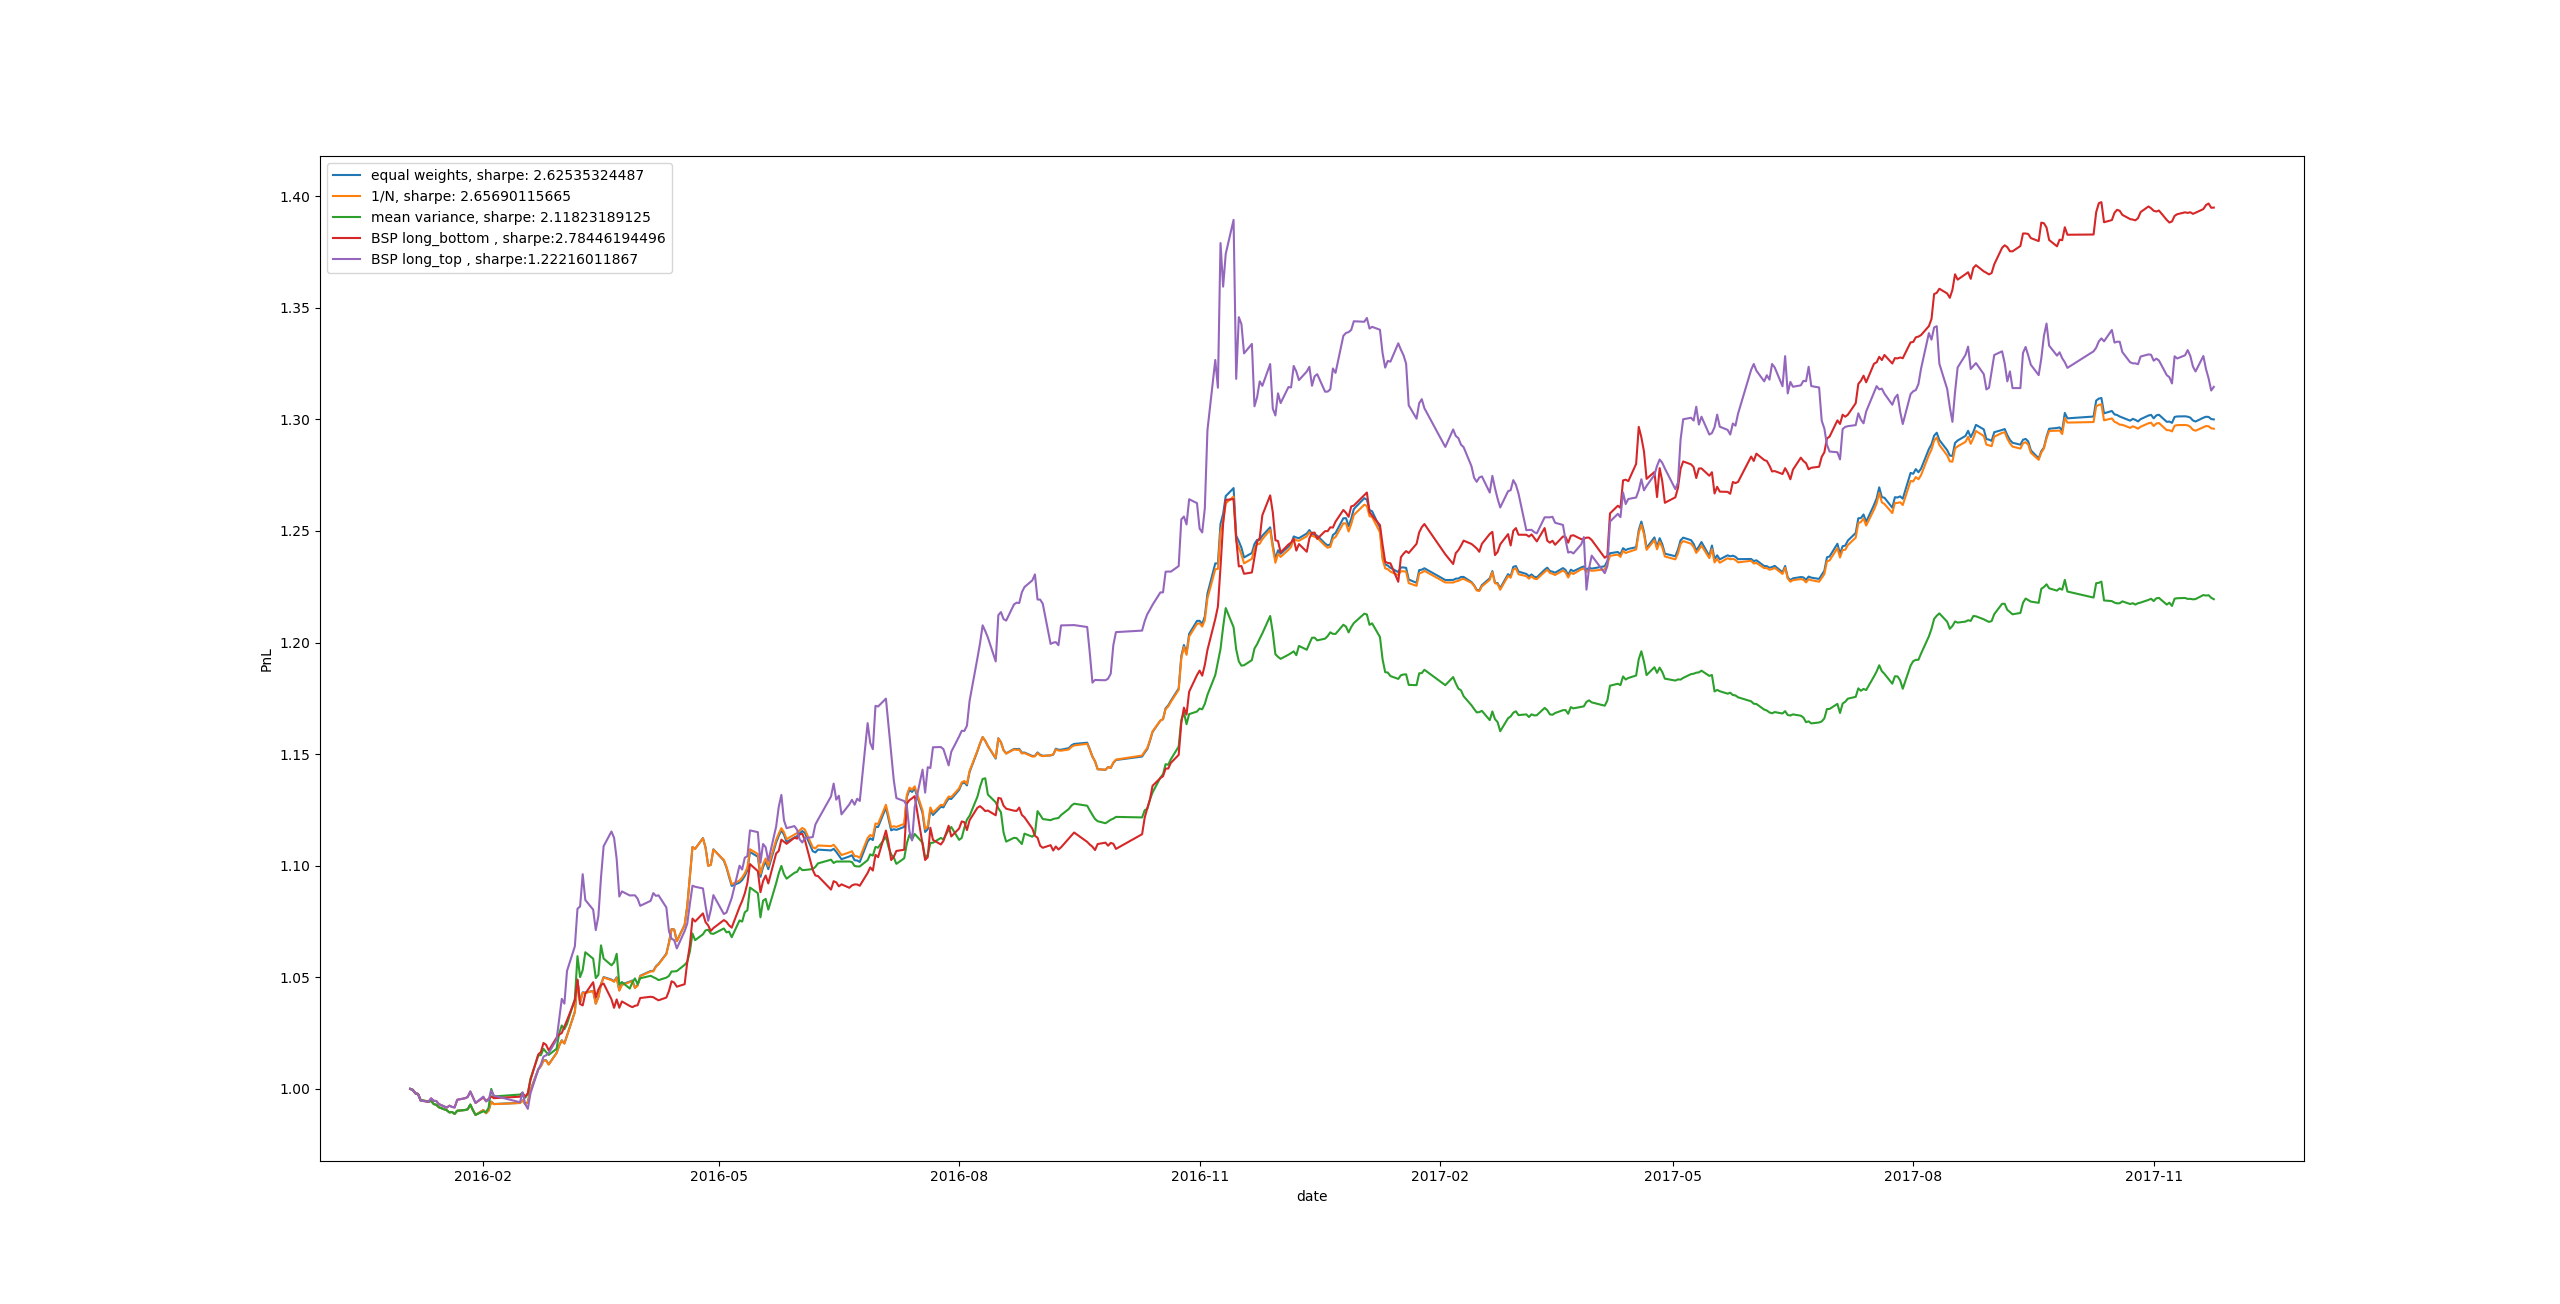 equal weights, sharpe: 2.62535324487
1/N, sharpe: 2.65690115665
mean variance, sharpe: 2.11823189125
BSP long_bottom , sharpe:2.78446194496
BSP long_top , sharpe:1.22216011867
1.40
1.35
1.30
1.25
1.20
1.15
1.10
1.05
1.00
PnL
2016-02 2016-05 2016-08 2016-11 2017-02 2017-05 2017-08 2017-11
date